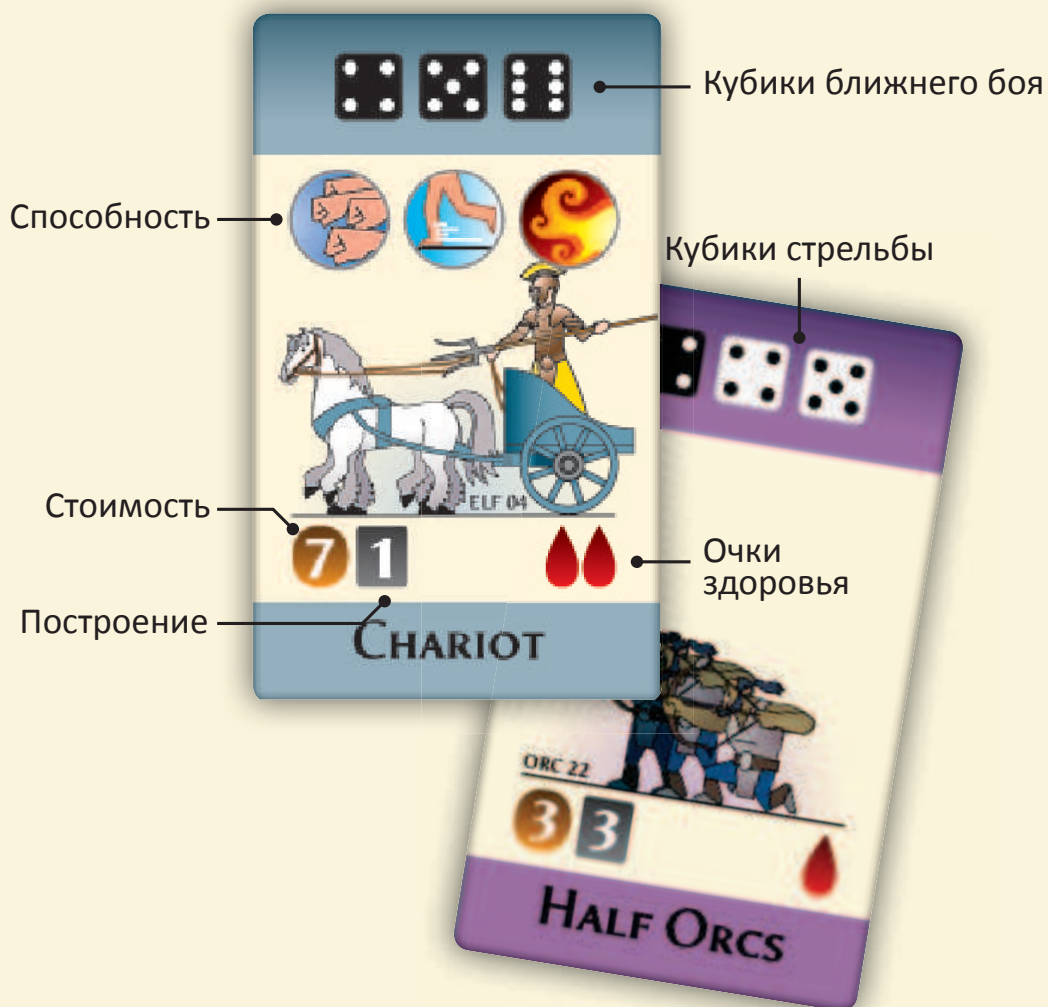 Кубики ближнего боя
Способность
Кубики стрельбы
ELF 04
Стоимость
7 1
Очки
здоровья
Построение
CHARIOT
ORC 22
3 3
HALF ORCS